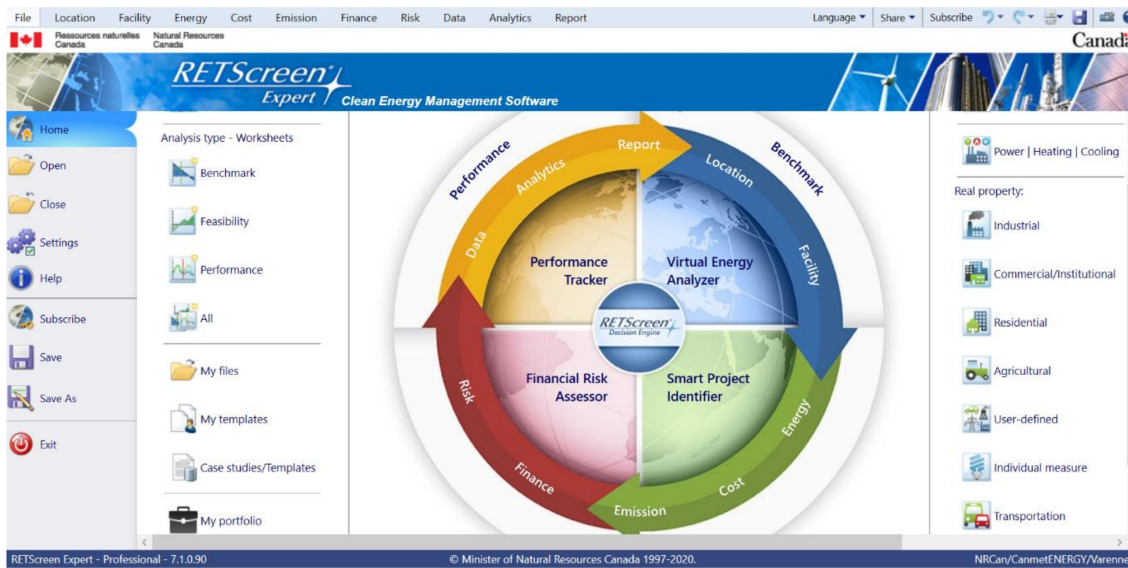 File Location Facility Energy Cost Emission Finance Risk Data Analytics Report Language Share Subscribe
Ressources naturelles Canada
Natural Resources Canada
Canada
RETScreen
Expert
Clean Energy Management Software
Home
Open
Close
Settings
Help
Subscribe
Save
Save As
Exit
Analysis type - Worksheets
Benchmark
Feasibility
Performance
All
My files
My templates
Case studies/Templates
My portfolio
Performance
Benchmark
Data
Analytics
Report
Location
Facility
Energy
Cost
Emission
Finance
Risk
Performance
Tracker
Virtual Energy
Analyzer
RETScreen
Decision Engine
Financial Risk
Assessor
Smart Project
Identifier
Power | Heating | Cooling
Real property:
Industrial
Commercial/Institutional
Residential
Agricultural
User-defined
Individual measure
Transportation
RETScreen Expert - Professional - 7.1.0.90
© Minister of Natural Resources Canada 1997-2020.
NRCan/CanmetENERGY/Varenne